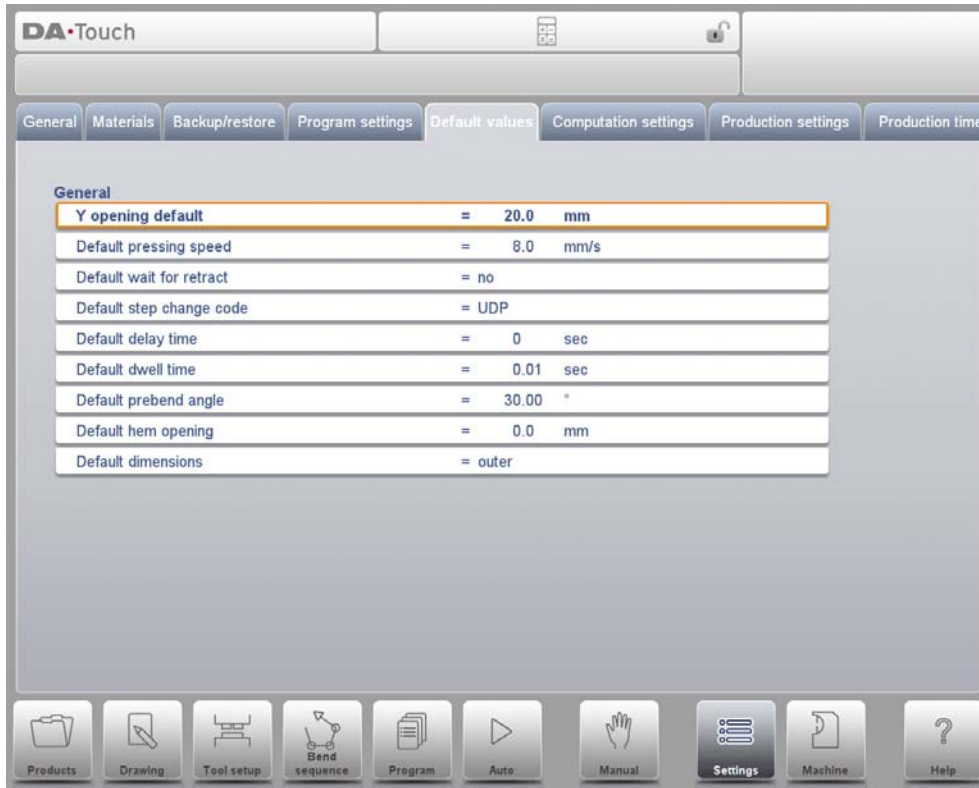 DA·Touch
General Materials Backup/restore Program settings Default values Computation settings Production settings Production time
General
Y opening default = 20.0 mm
Default pressing speed = 8.0 mm/s
Default wait for retract = no
Default step change code = UDP
Default delay time = 0 sec
Default dwell time = 0.01 sec
Default prebend angle = 30.00 °
Default hem opening = 0.0 mm
Default dimensions = outer
Products Drawing Tool setup Bend sequence Program Auto Manual Settings Machine Help